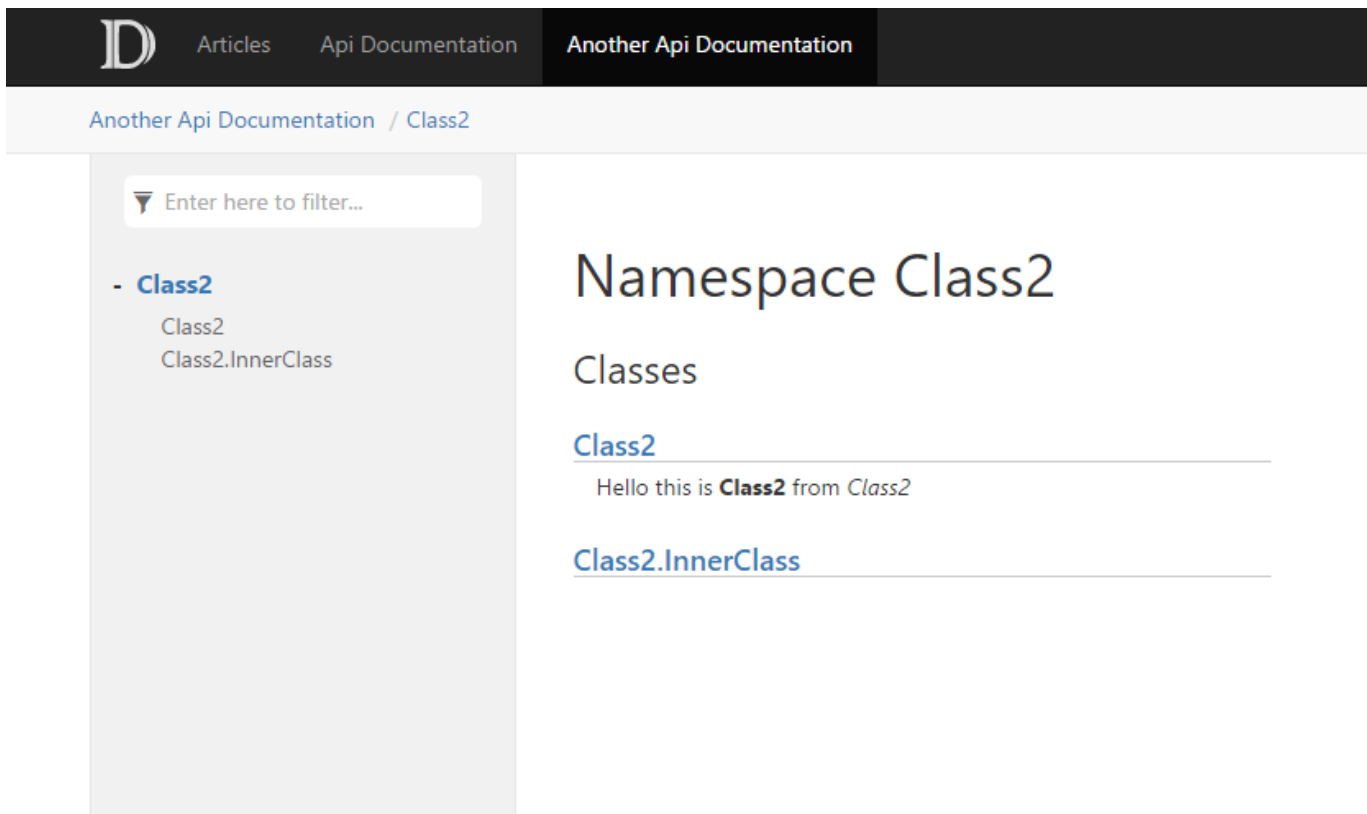 D Articles Api Documentation Another Api Documentation
Another Api Documentation / Class2
Enter here to filter...
- Class2
Class2
Class2.InnerClass
Namespace Class2
Classes
Class2
Hello this is Class2 from Class2
Class2.InnerClass